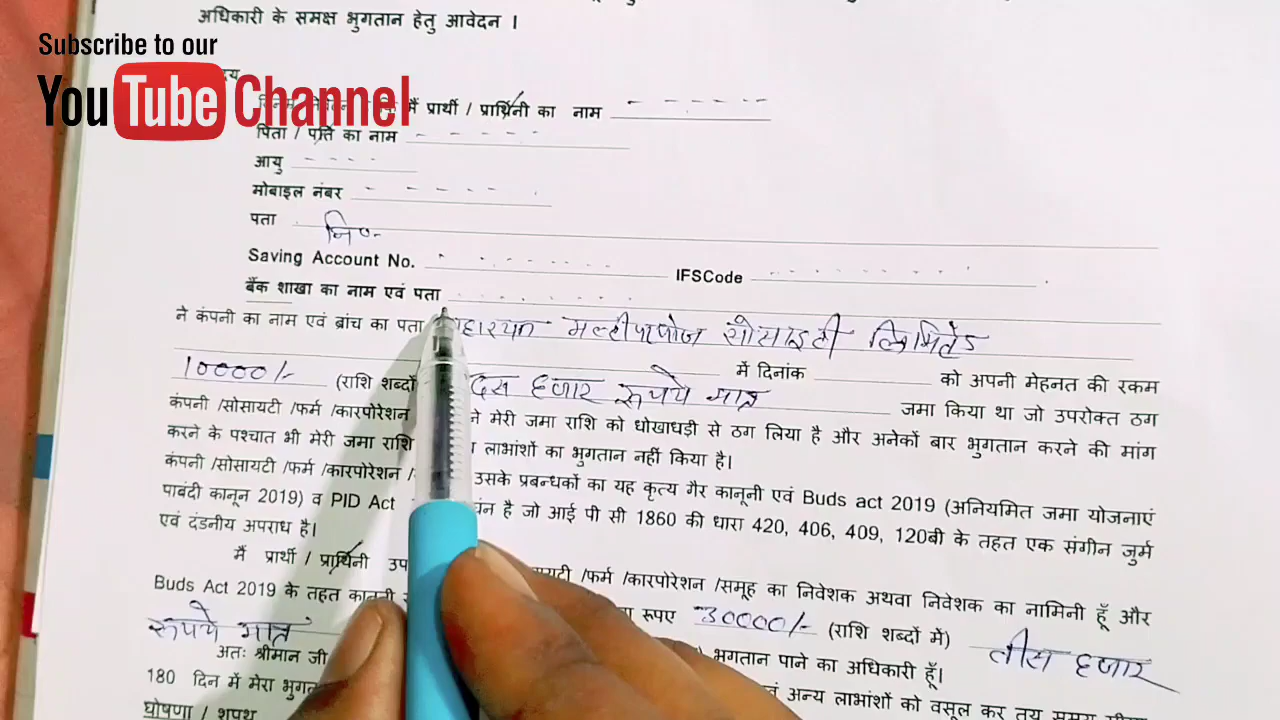 अधिकारी के समक्ष भुगतान हेतु आवेदन ।
Subscribe to our
YouTube Channel
मैं प्रार्थी / प्रार्थिनी का नाम
पिता / पति का नाम
आयु
मोबाइल नंबर
पता जि०-
Saving Account No. IFSCode
बैंक शाखा का नाम एवं पता
ने कंपनी का नाम एवं ब्रांच का पता मल्टीपर्पज सोसाइटी लिमिटेड
10000/- (राशि शब्दों दस हजार रूपये मात्र में दिनांक को अपनी मेहनत की रकम
कंपनी /सोसायटी /फर्म /कारपोरेशन ने मेरी जमा राशि को धोखाधड़ी से ठग लिया है और अनेकों बार भुगतान करने की मांग जमा किया था जो उपरोक्त ठग
करने के पश्चात भी मेरी जमा राशि लाभांशों का भुगतान नहीं किया है।
कंपनी /सोसायटी /फर्म /कारपोरेशन उसके प्रबन्धकों का यह कृत्य गैर कानूनी एवं Buds act 2019 (अनियमित जमा योजनाएं
पाबंदी कानून 2019) व PID Act है जो आई पी सी 1860 की धारा 420, 406, 409, 120बी के तहत एक संगीन जुर्म
एवं दंडनीय अपराध है।
मैं प्रार्थी / प्रार्थिनी /फर्म /कारपोरेशन /समूह का निवेशक अथवा निवेशक का नामिनी हूँ और
Buds Act 2019 के तहत रूपए 30000/- (राशि शब्दों में) तीस हजार
रूपये मात्र भुगतान पाने का अधिकारी हूँ।
अतः श्रीमान जी
180 दिन में मेरा अन्य लाभांशों को वसूल कर तय
घोषणा / शपथ